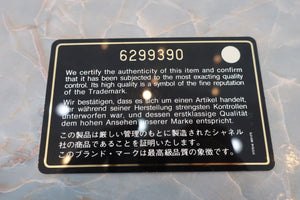 6299390
We certify the authenticity of this item and confirm
that it has been subjected to the most exacting quality
control. Its high quality is a symbol of the fine reputation
of the Trademark.
Wir bestätigen, dass es sich um einen Artikel handelt,
der während seiner Herstellung strengsten Kontrollen
unterworfen war, und dessen erstklassige Qualität
dem hohen Ansehen unserer Marke entspricht.
この製品は厳しい管理のもとに製造されたシャネル
社の商品であることを証明いたします。
このブランド・マークは最高級品質の象徴です。